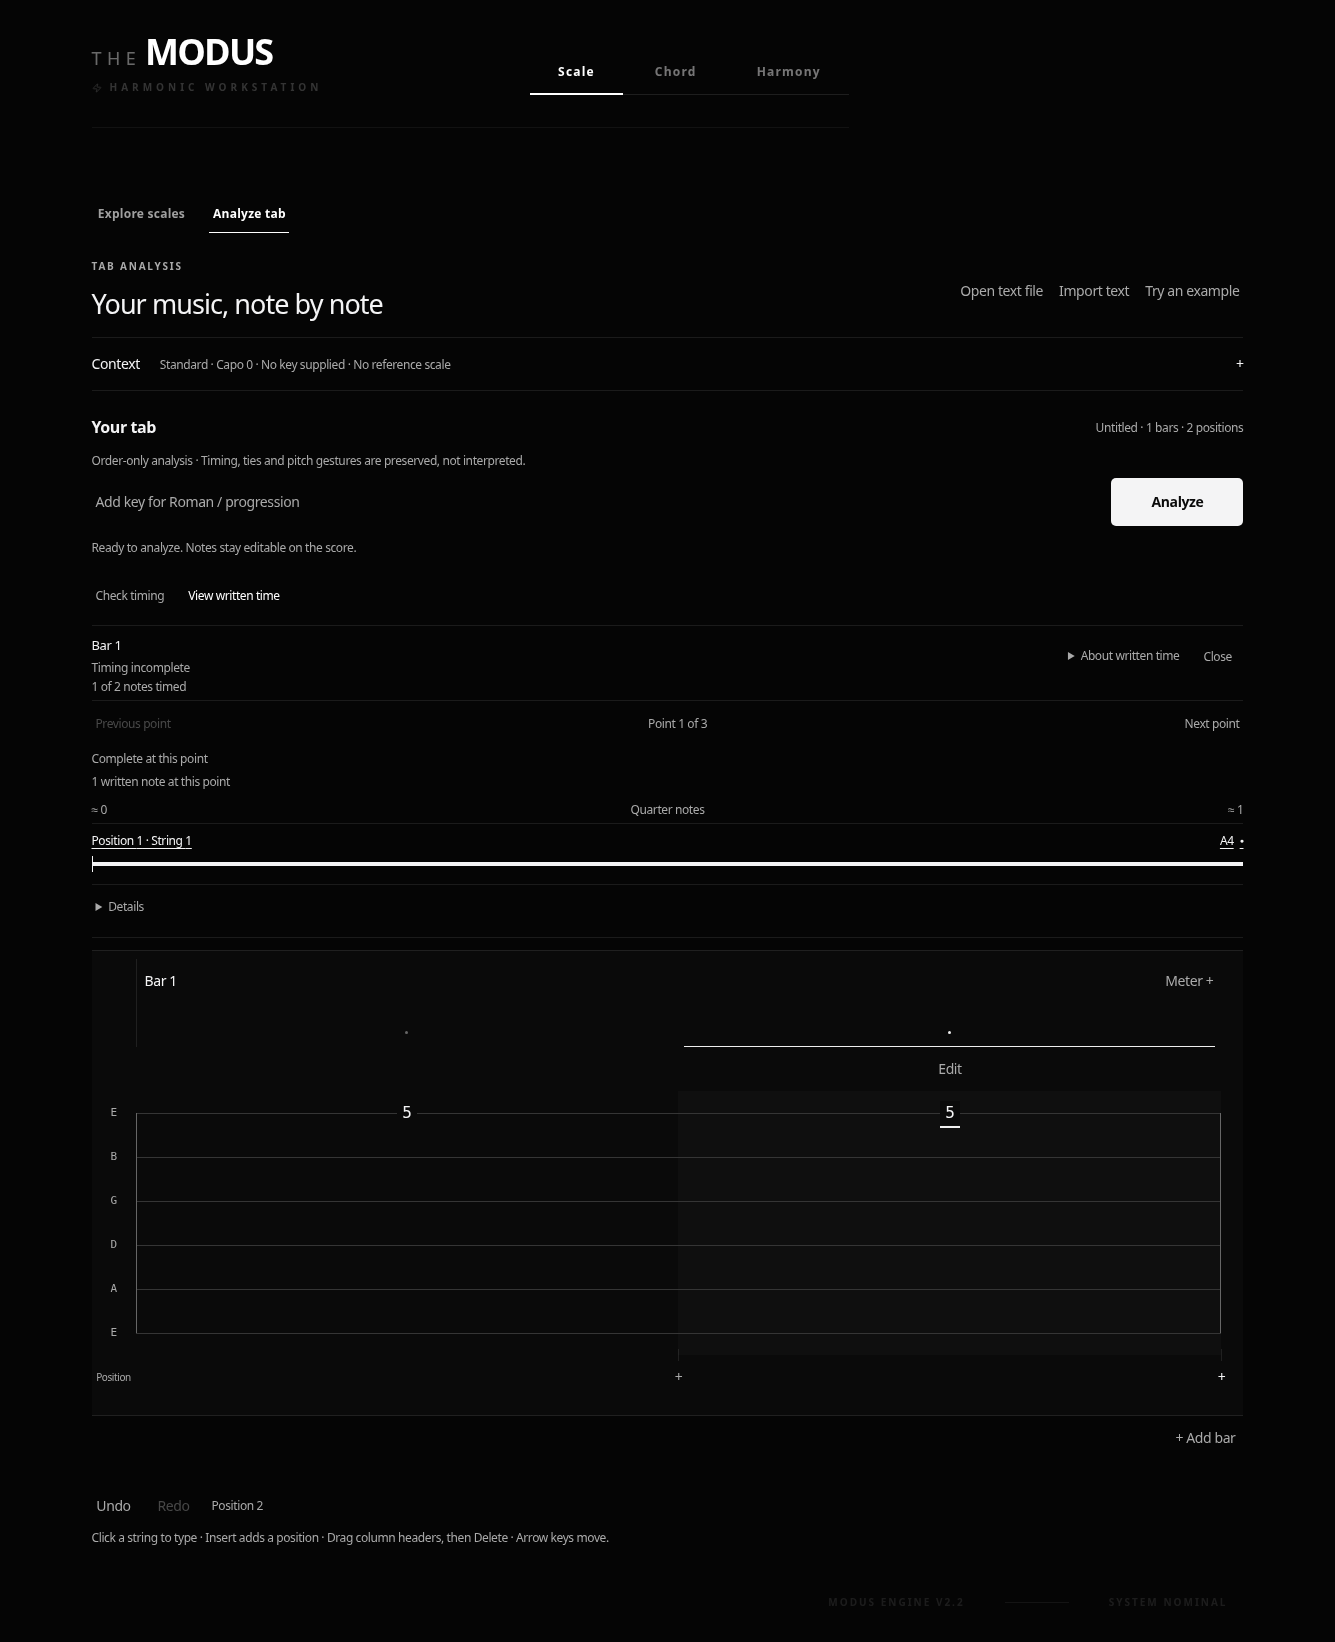 THE MODUS
HARMONIC WORKSTATION
Scale Chord Harmony
Explore scales Analyze tab
TAB ANALYSIS
Your music, note by note
Open text file Import text Try an example
Context Standard · Capo 0 · No key supplied · No reference scale +
Your tab Untitled · 1 bars · 2 positions
Order-only analysis · Timing, ties and pitch gestures are preserved, not interpreted.
Add key for Roman / progression Analyze
Ready to analyze. Notes stay editable on the score.
Check timing View written time
Bar 1
Timing incomplete
1 of 2 notes timed
▶ About written time Close
Previous point Point 1 of 3 Next point
Complete at this point
1 written note at this point
≈ 0 Quarter notes ≈ 1
Position 1 · String 1 A4 •
▶ Details
Bar 1 Meter +
Edit
E 5 5
B
G
D
A
E
Position + +
+ Add bar
Undo Redo Position 2
Click a string to type · Insert adds a position · Drag column headers, then Delete · Arrow keys move.
MODUS ENGINE V2.2 SYSTEM NOMINAL